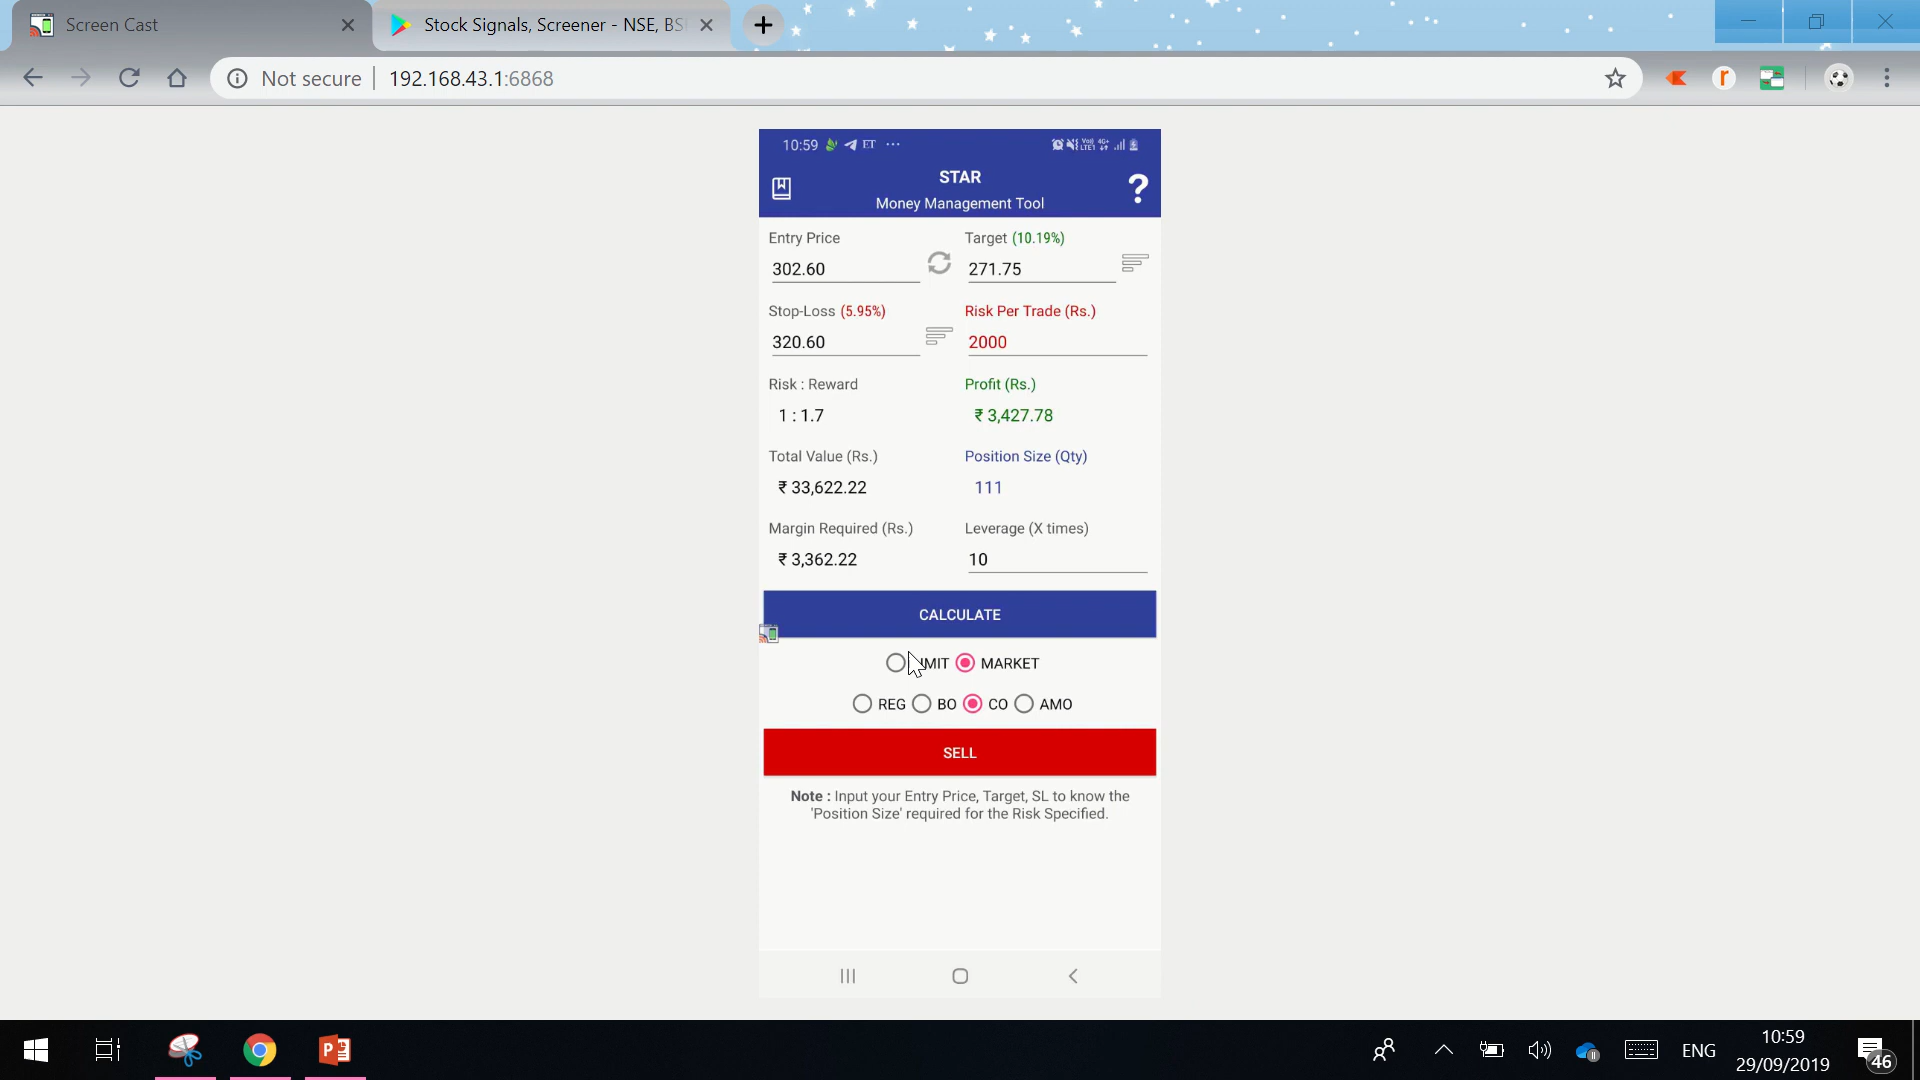 Screen Cast
Stock Signals, Screener - NSE, BS
Not secure
192.168.43.1:6868
10:59 ET
STAR
?
Money Management Tool
Entry Price
Target (10.19%)
302.60
271.75
Stop-Loss (5.95%)
Risk Per Trade (Rs.)
320.60
2000
Risk : Reward
Profit (Rs.)
1 : 1.7
₹ 3,427.78
Total Value (Rs.)
Position Size (Qty)
₹ 33,622.22
111
Margin Required (Rs.)
Leverage (X times)
₹ 3,362.22
10
CALCULATE
MARKET
REG BO CO AMO
SELL
Note : Input your Entry Price, Target, SL to know the
'Position Size' required for the Risk Specified.
ENG
10:59
29/09/2019
46